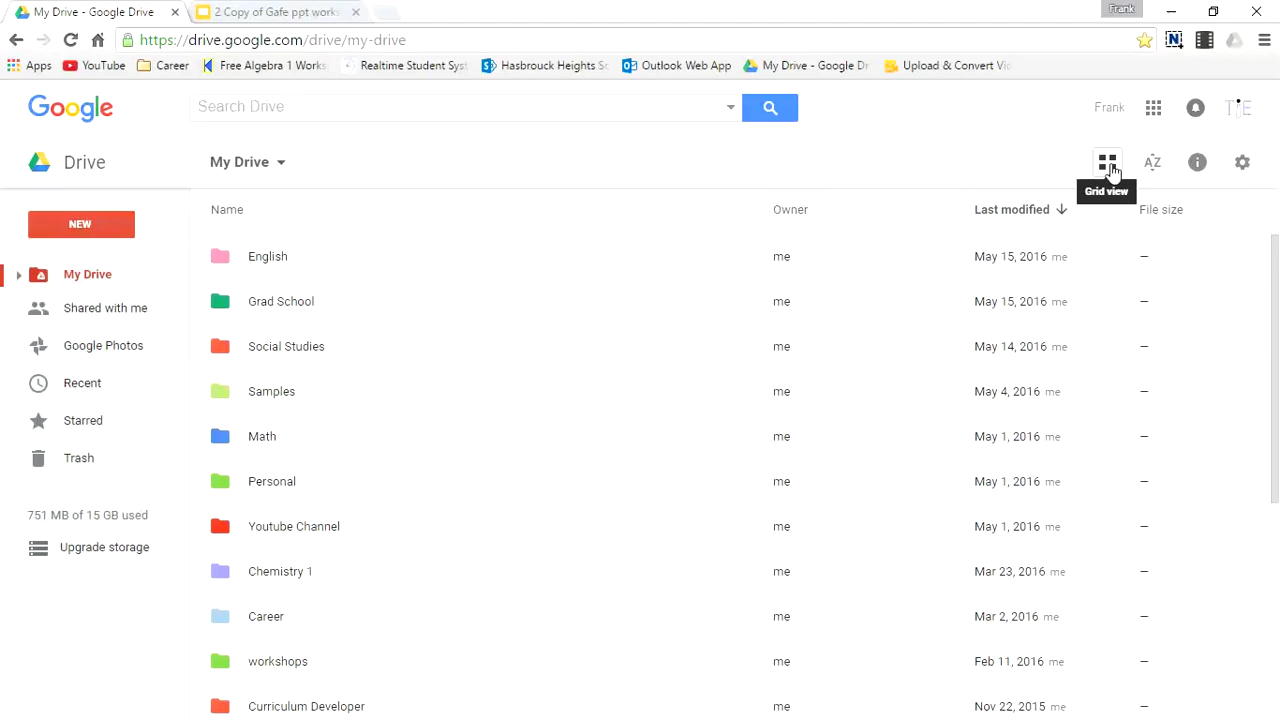 My Drive - Google Drive
2 Copy of Gafe ppt works
Frank
https://drive.google.com/drive/my-drive
Apps
YouTube
Career
Free Algebra 1 Works
Realtime Student Syst
Hasbrouck Heights Sc
Outlook Web App
My Drive - Google Dr
Upload & Convert Vid
Google
Search Drive
Frank
Drive
My Drive
AZ
Grid view
NEW
My Drive
Shared with me
Google Photos
Recent
Starred
Trash
751 MB of 15 GB used
Upgrade storage
Name Owner Last modified File size
English me May 15, 2016 me —
Grad School me May 15, 2016 me —
Social Studies me May 14, 2016 me —
Samples me May 4, 2016 me —
Math me May 1, 2016 me —
Personal me May 1, 2016 me —
Youtube Channel me May 1, 2016 me —
Chemistry 1 me Mar 23, 2016 me —
Career me Mar 2, 2016 me —
workshops me Feb 11, 2016 me —
Curriculum Developer me Nov 22, 2015 me —